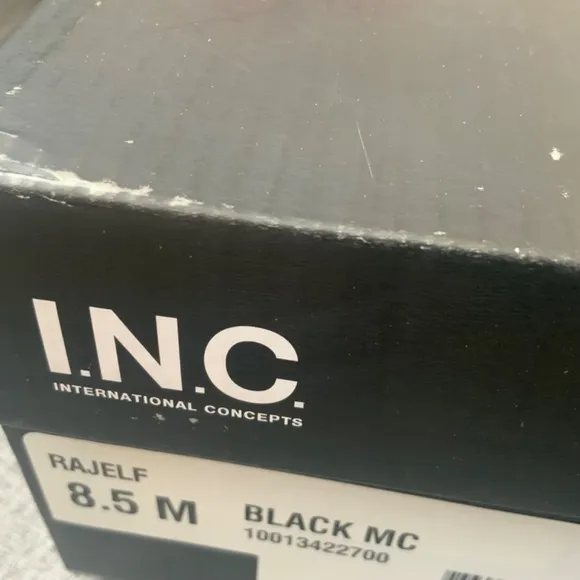 I.N.C.
INTERNATIONAL CONCEPTS
RAJELF
8.5 M
BLACK MC
10013422700